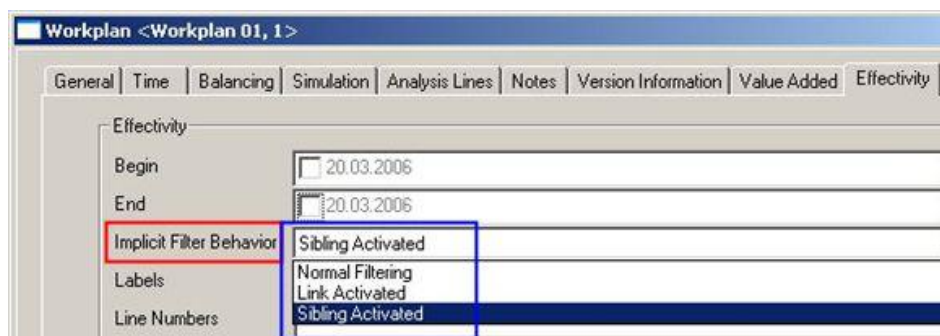 Workplan <Workplan 01, 1>
General Time Balancing Simulation Analysis Lines Notes Version Information Value Added Effectivity
Effectivity
Begin 20.03.2006
End 20.03.2006
Implicit Filter Behavior Sibling Activated
Labels Normal Filtering
Link Activated
Line Numbers Sibling Activated